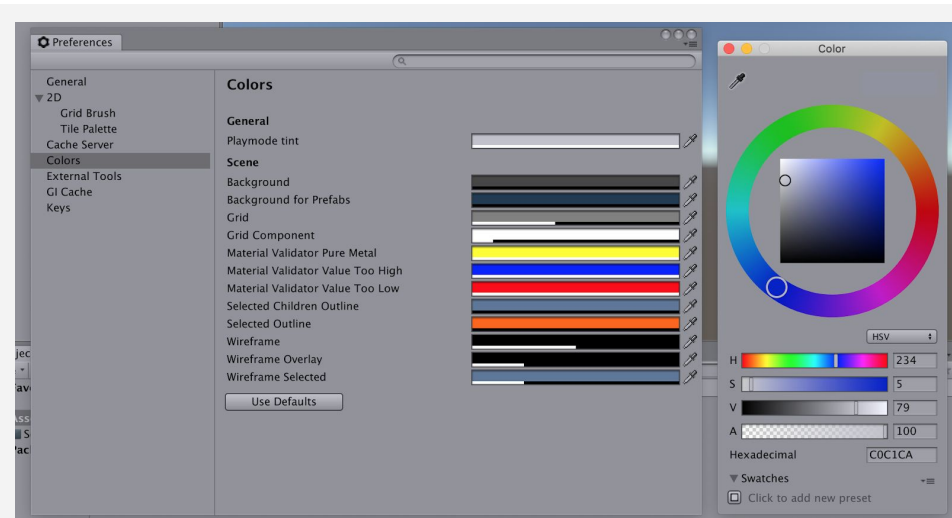 Preferences
General
2D
Grid Brush
Tile Palette
Cache Server
Colors
External Tools
GI Cache
Keys
Colors
General
Playmode tint
Scene
Background
Background for Prefabs
Grid
Grid Component
Material Validator Pure Metal
Material Validator Value Too High
Material Validator Value Too Low
Selected Children Outline
Selected Outline
Wireframe
Wireframe Overlay
Wireframe Selected
Use Defaults
Color
HSV
H 234
S 5
V 79
A 100
Hexadecimal C0C1CA
Swatches
Click to add new preset